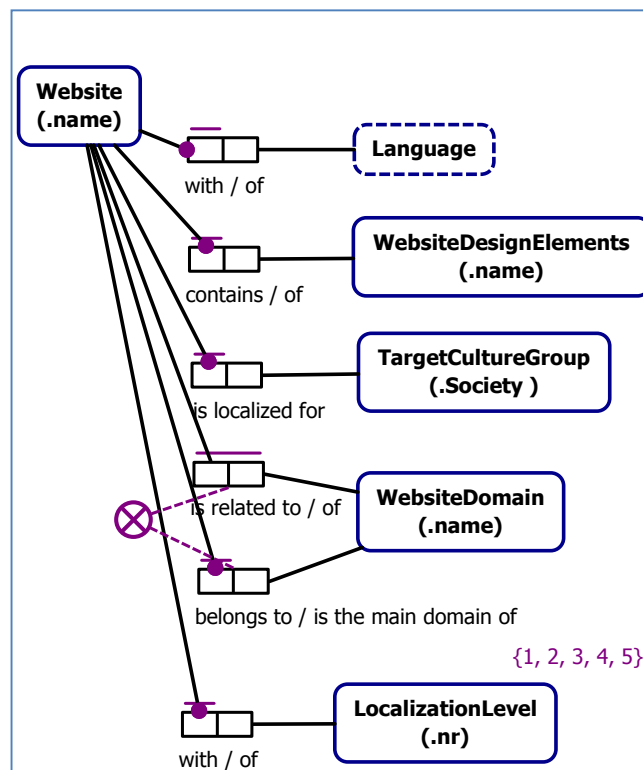 Website
(.name)
Language
with / of
WebsiteDesignElements
(.name)
contains / of
TargetCultureGroup
(.Society )
is localized for
WebsiteDomain
(.name)
is related to / of
belongs to / is the main domain of
{1, 2, 3, 4, 5}
LocalizationLevel
(.nr)
with / of